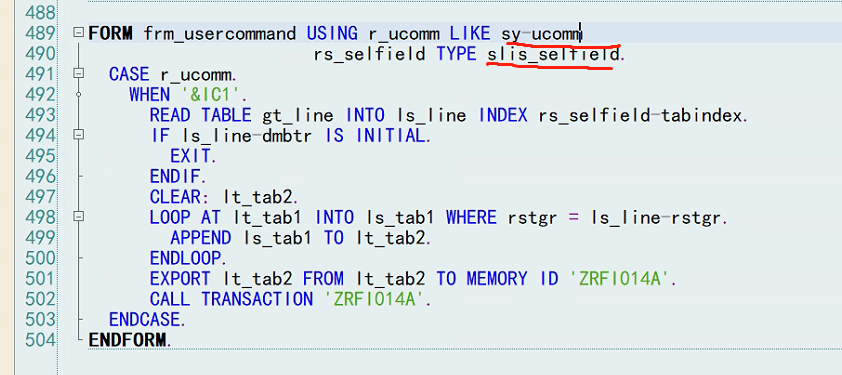 488
489 FORM frm_usercommand USING r_ucomm LIKE sy-ucomm
490 rs_selfield TYPE slis_selfield.
491 CASE r_ucomm.
492 WHEN '&IC1'.
493 READ TABLE gt_line INTO ls_line INDEX rs_selfield-tabindex.
494 IF ls_line-dmbtr IS INITIAL.
495 EXIT.
496 ENDIF.
497 CLEAR: lt_tab2.
498 LOOP AT lt_tab1 INTO ls_tab1 WHERE rstgr = ls_line-rstgr.
499 APPEND ls_tab1 TO lt_tab2.
500 ENDLOOP.
501 EXPORT lt_tab2 FROM lt_tab2 TO MEMORY ID 'ZRFI014A'.
502 CALL TRANSACTION 'ZRFI014A'.
503 ENDCASE.
504 ENDFORM.